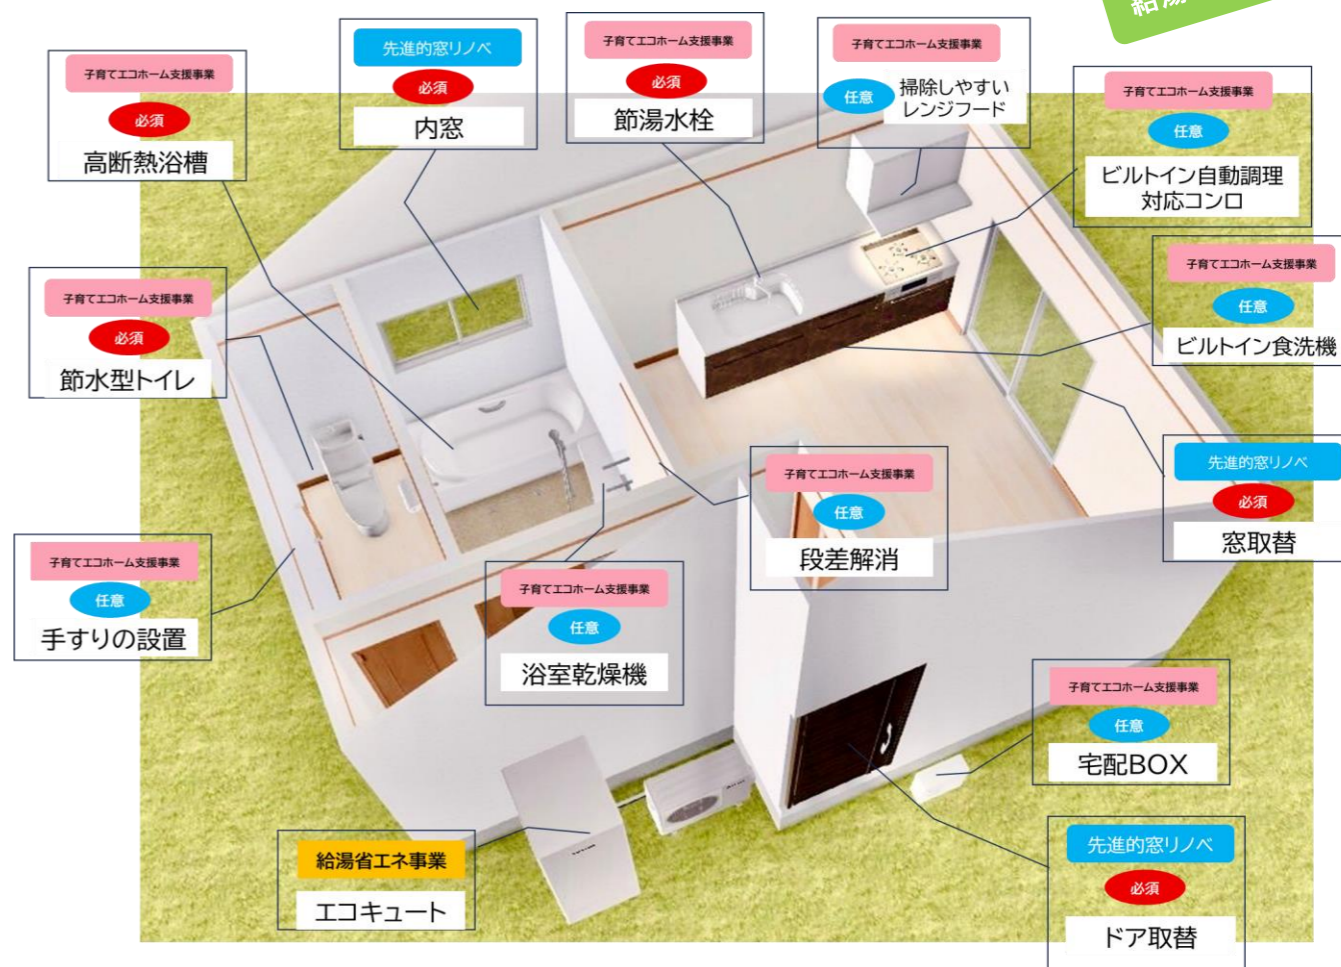 給湯
子育てエコホーム支援事業
必須
高断熱浴槽
先進的窓リノベ
必須
内窓
子育てエコホーム支援事業
必須
節湯水栓
子育てエコホーム支援事業
任意
掃除しやすい
レンジフード
子育てエコホーム支援事業
任意
ビルトイン自動調理
対応コンロ
子育てエコホーム支援事業
任意
ビルトイン食洗機
子育てエコホーム支援事業
必須
節水型トイレ
先進的窓リノベ
必須
窓取替
子育てエコホーム支援事業
任意
段差解消
子育てエコホーム支援事業
任意
手すりの設置
子育てエコホーム支援事業
任意
浴室乾燥機
子育てエコホーム支援事業
任意
宅配BOX
給湯省エネ事業
エコキュート
先進的窓リノベ
必須
ドア取替